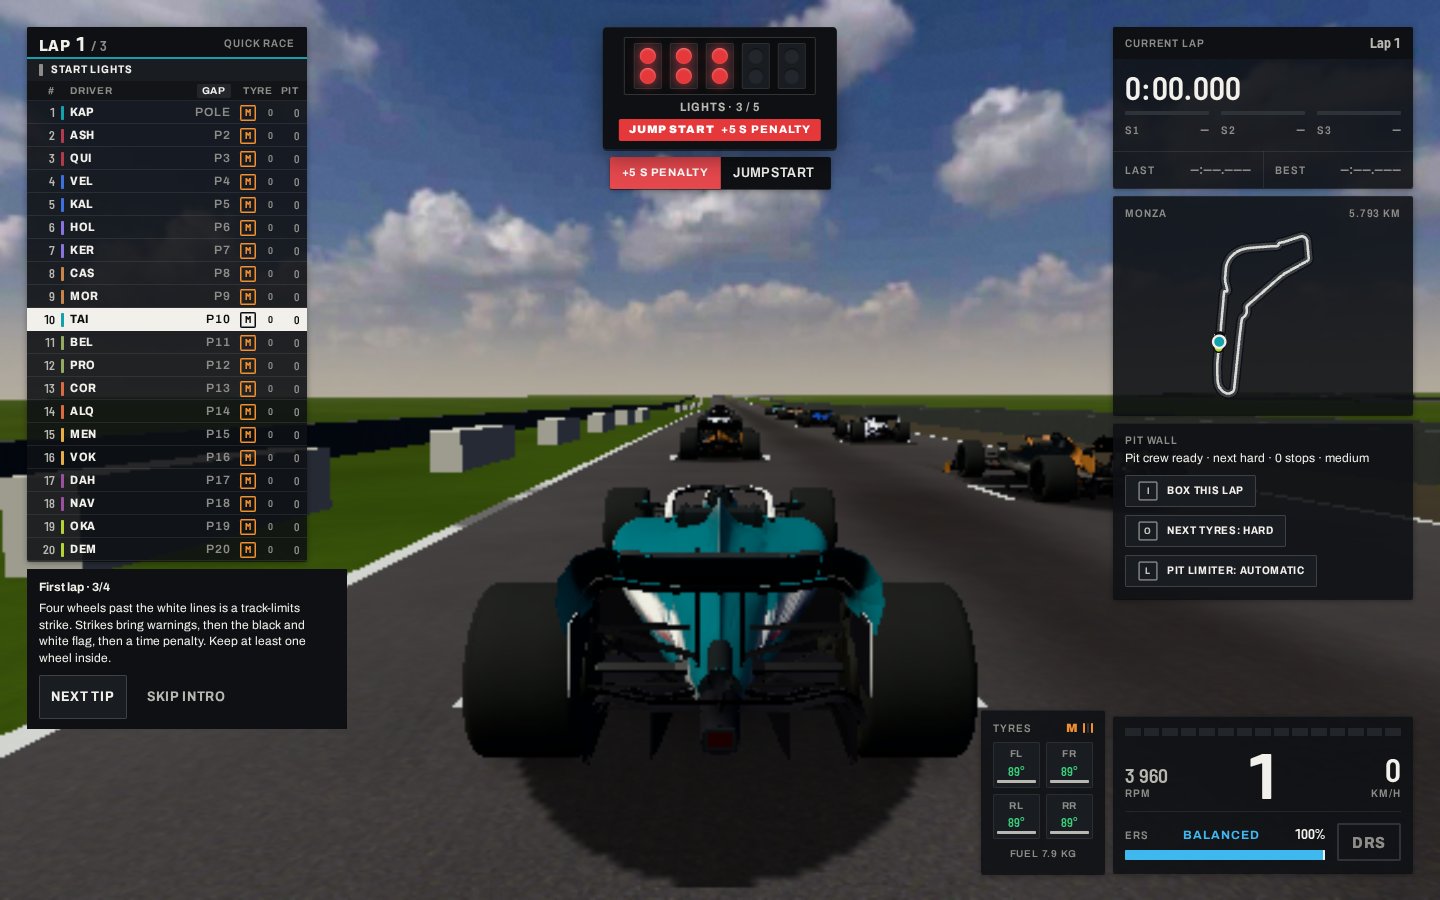 LAP 1 / 3 QUICK RACE
START LIGHTS
# DRIVER GAP TYRE PIT
1 KAP POLE M 0 0
2 ASH P2 M 0 0
3 QUI P3 M 0 0
4 VEL P4 M 0 0
5 KAL P5 M 0 0
6 HOL P6 M 0 0
7 KER P7 M 0 0
8 CAS P8 M 0 0
9 MOR P9 M 0 0
10 TAI P10 M 0 0
11 BEL P11 M 0 0
12 PRO P12 M 0 0
13 COR P13 M 0 0
14 ALQ P14 M 0 0
15 MEN P15 M 0 0
16 VOK P16 M 0 0
17 DAH P17 M 0 0
18 NAV P18 M 0 0
19 OKA P19 M 0 0
20 DEM P20 M 0 0
First lap · 3/4
Four wheels past the white lines is a track-limits
strike. Strikes bring warnings, then the black and
white flag, then a time penalty. Keep at least one
wheel inside.
NEXT TIP SKIP INTRO
LIGHTS · 3 / 5
JUMP START +5 S PENALTY
+5 S PENALTY JUMP START
CURRENT LAP Lap 1
0:00.000
S1 – S2 – S3 –
LAST –:––.––– BEST –:––.–––
MONZA 5.793 KM
PIT WALL
Pit crew ready · next hard · 0 stops · medium
I BOX THIS LAP
O NEXT TYRES: HARD
L PIT LIMITER: AUTOMATIC
TYRES M
FL FR
89° 89°
RL RR
89° 89°
FUEL 7.9 KG
3 960 1 0
RPM KM/H
ERS BALANCED 100% DRS